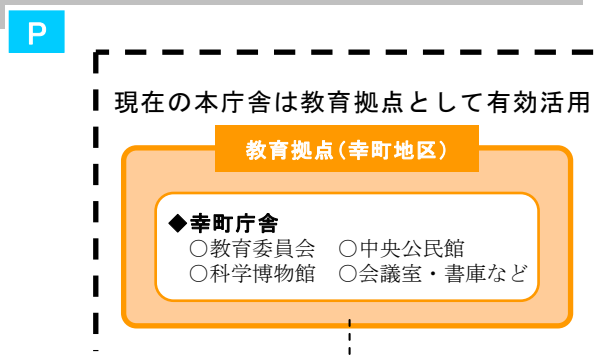 P
現在の本庁舎は教育拠点として有効活用
教育拠点(幸町地区)
◆幸町庁舎
○教育委員会 ○中央公民館
○科学博物館 ○会議室・書庫など